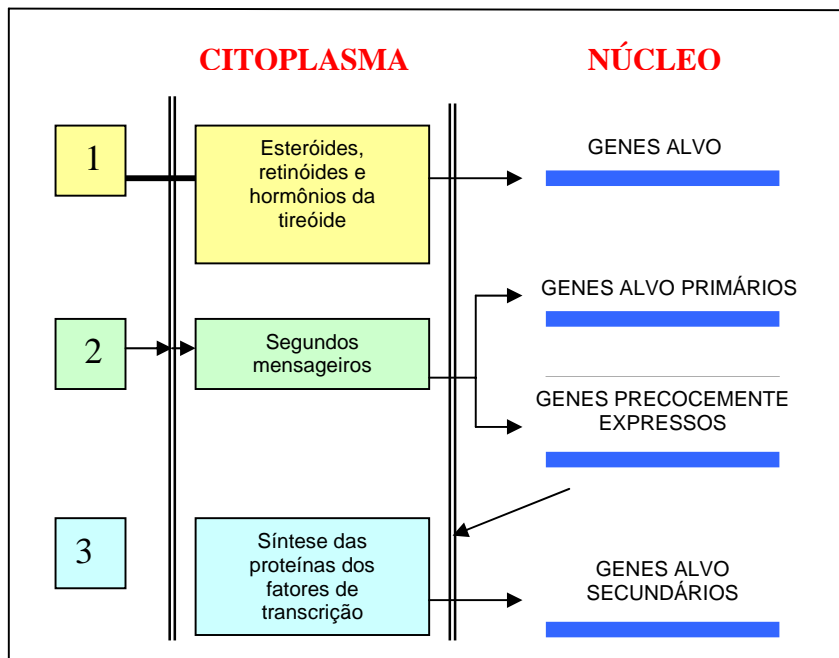 CITOPLASMA
NÚCLEO
1
Esteróides,
retinóides e
hormônios da
tireóide
GENES ALVO
2
Segundos
mensageiros
GENES ALVO PRIMÁRIOS
GENES PRECOCEMENTE
EXPRESSOS
3
Síntese das
proteínas dos
fatores de
transcrição
GENES ALVO
SECUNDÁRIOS